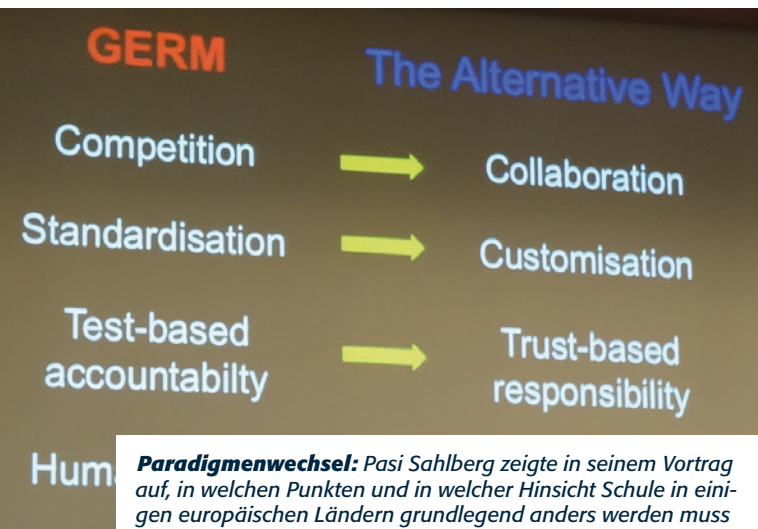 GERM
The Alternative Way
Competition
Collaboration
Standardisation
Customisation
Test-based
accountabilty
Trust-based
responsibility
Paradigmenwechsel: Pasi Sahlberg zeigte in seinem Vortrag
auf, in welchen Punkten und in welcher Hinsicht Schule in eini-
gen europäischen Ländern grundlegend anders werden muss